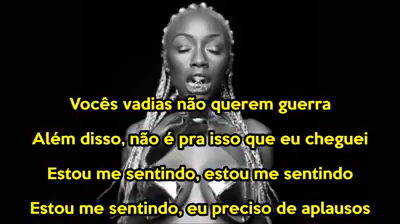 Vocês vadias não querem guerra
Além disso, não é pra isso que eu cheguei
Estou me sentindo, estou me sentindo
Estou me sentindo, eu preciso de aplausos